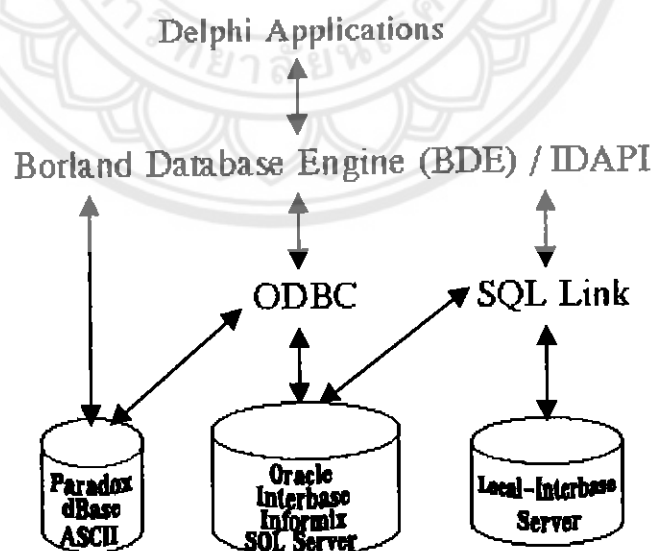 Delphi Applications
Borland Database Engine (BDE) / IDAPI
ODBC
SQL Link
Paradox
dBase
ASCII
Oracle
Interbase
Informix
SQL Server
Local-Interbase
Server